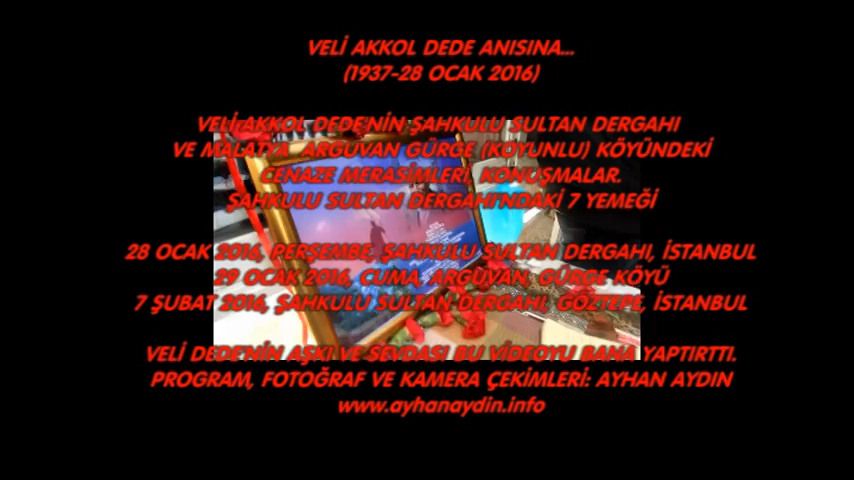 VELİ AKKOL DEDE ANISINA...
(1937-28 OCAK 2016)
VELİ AKKOL DEDE'NİN ŞAHKULU SULTAN DERGAHI
VE MALATYA ARGUVAN GÜRGE (KOYUNLU) KÖYÜNDEKİ
CENAZE MERASİMLERİ, KONUŞMALAR.
ŞAHKULU SULTAN DERGAHI'NDAKİ 7 YEMEĞİ
28 OCAK 2016, PERŞEMBE, ŞAHKULU SULTAN DERGAHI, İSTANBUL
29 OCAK 2016, CUMA, ARGUVAN, GÜRGE KÖYÜ
7 ŞUBAT 2016, ŞAHKULU SULTAN DERGAHI, GÖZTEPE, İSTANBUL
VELİ DEDE'NİN AŞKI VE SEVDASI BU VİDEOYU BANA YAPTIRTTI.
PROGRAM, FOTOĞRAF VE KAMERA ÇEKİMLERİ: AYHAN AYDIN
www.ayhanaydin.info